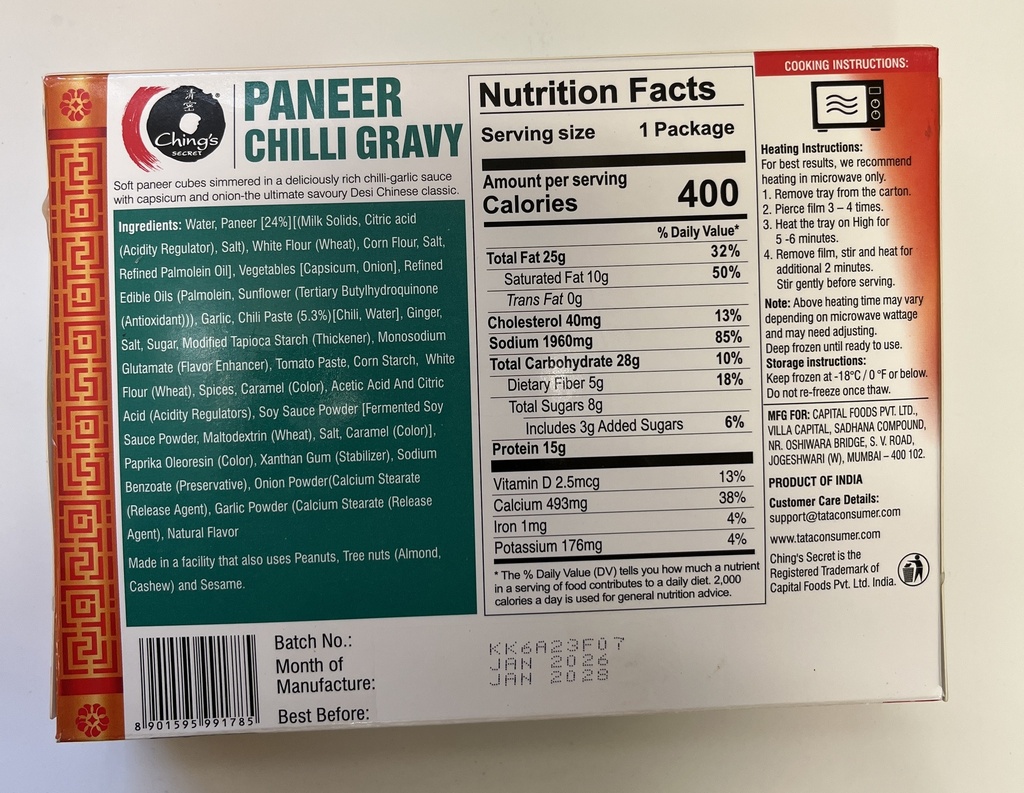 清
密
Ching's
SECRET
PANEER
CHILLI GRAVY
Soft paneer cubes simmered in a deliciously rich chilli-garlic sauce
with capsicum and onion-the ultimate savoury Desi Chinese classic.
Ingredients: Water, Paneer [24%][(Milk Solids, Citric acid
(Acidity Regulator), Salt), White Flour (Wheat), Corn Flour, Salt,
Refined Palmolein Oil], Vegetables [Capsicum, Onion], Refined
Edible Oils (Palmolein, Sunflower (Tertiary Butylhydroquinone
(Antioxidant))), Garlic, Chili Paste (5.3%)[Chili, Water], Ginger,
Salt, Sugar, Modified Tapioca Starch (Thickener), Monosodium
Glutamate (Flavor Enhancer), Tomato Paste, Corn Starch, White
Flour (Wheat), Spices, Caramel (Color), Acetic Acid And Citric
Acid (Acidity Regulators), Soy Sauce Powder [Fermented Soy
Sauce Powder, Maltodextrin (Wheat), Salt, Caramel (Color)],
Paprika Oleoresin (Color), Xanthan Gum (Stabilizer), Sodium
Benzoate (Preservative), Onion Powder(Calcium Stearate
(Release Agent), Garlic Powder (Calcium Stearate (Release
Agent), Natural Flavor
Made in a facility that also uses Peanuts, Tree nuts (Almond,
Cashew) and Sesame.
8 901595 991785
Batch No.:
Month of
Manufacture:
Best Before:
KK6A23F07
JAN 2026
JAN 2028
Nutrition Facts
Serving size 1 Package
Amount per serving
Calories 400
% Daily Value*
Total Fat 25g 32%
Saturated Fat 10g 50%
Trans Fat 0g
Cholesterol 40mg 13%
Sodium 1960mg 85%
Total Carbohydrate 28g 10%
Dietary Fiber 5g 18%
Total Sugars 8g
Includes 3g Added Sugars 6%
Protein 15g
Vitamin D 2.5mcg 13%
Calcium 493mg 38%
Iron 1mg 4%
Potassium 176mg 4%
* The % Daily Value (DV) tells you how much a nutrient
in a serving of food contributes to a daily diet. 2,000
calories a day is used for general nutrition advice.
COOKING INSTRUCTIONS:
Heating Instructions:
For best results, we recommend
heating in microwave only.
1. Remove tray from the carton.
2. Pierce film 3 – 4 times.
3. Heat the tray on High for
5 -6 minutes.
4. Remove film, stir and heat for
additional 2 minutes.
Stir gently before serving.
Note: Above heating time may vary
depending on microwave wattage
and may need adjusting.
Deep frozen until ready to use.
Storage instructions:
Keep frozen at -18°C / 0 °F or below.
Do not re-freeze once thaw.
MFG FOR: CAPITAL FOODS PVT. LTD.,
VILLA CAPITAL, SADHANA COMPOUND,
NR. OSHIWARA BRIDGE, S. V. ROAD,
JOGESHWARI (W), MUMBAI – 400 102.
PRODUCT OF INDIA
Customer Care Details:
support@tataconsumer.com
www.tataconsumer.com
Ching's Secret is the
Registered Trademark of
Capital Foods Pvt. Ltd. India.